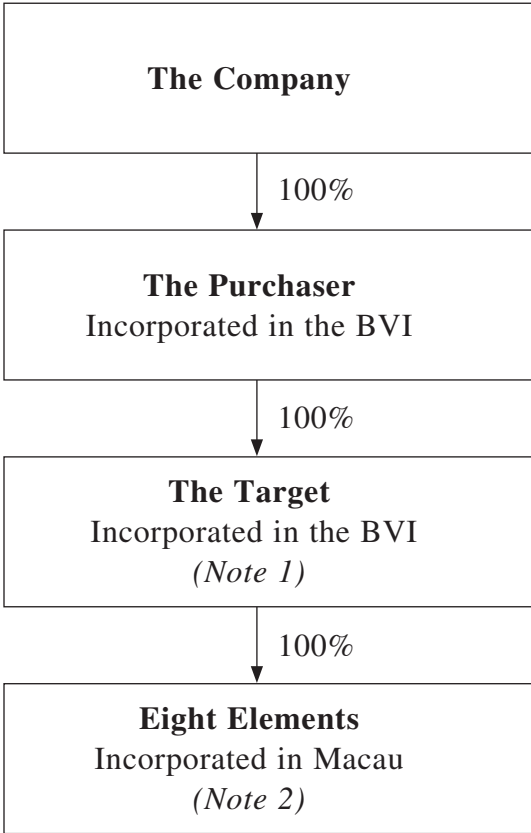 The Company
100%
The Purchaser
Incorporated in the BVI
100%
The Target
Incorporated in the BVI
(Note 1)
100%
Eight Elements
Incorporated in Macau
(Note 2)